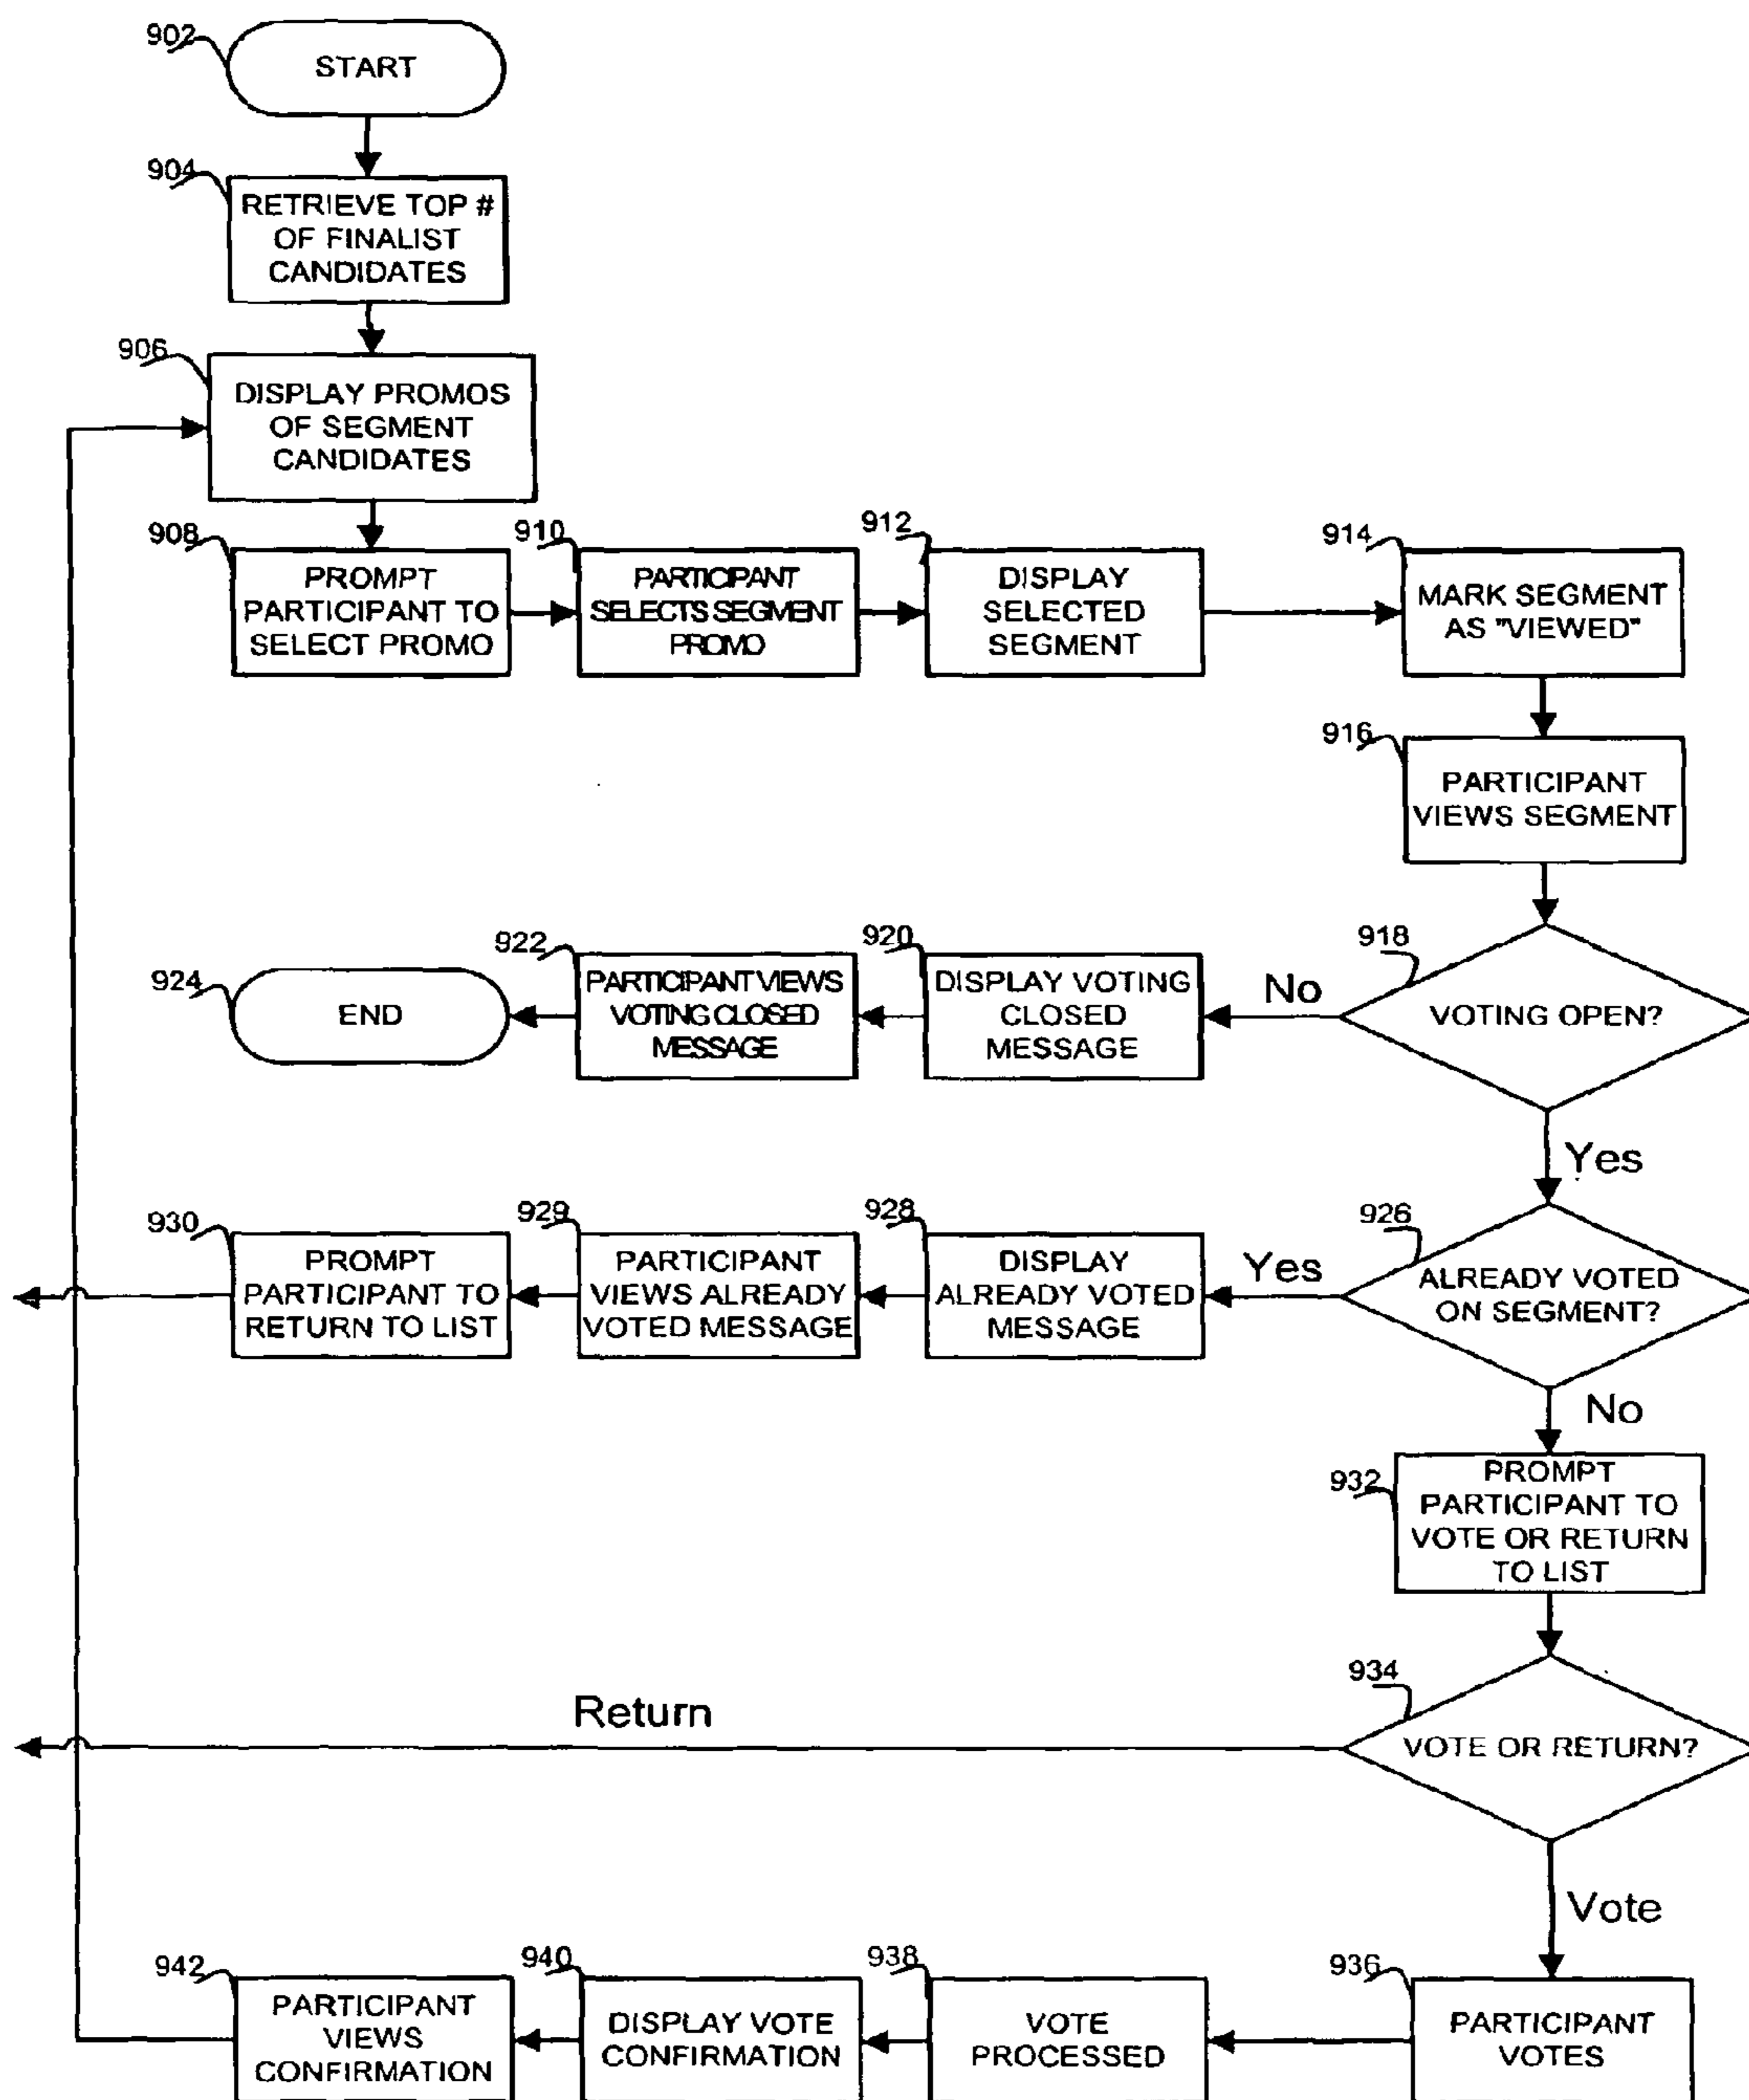 902
START
904
RETRIEVE TOP #
OF FINALIST
CANDIDATES
906
DISPLAY PROMOS
OF SEGMENT
CANDIDATES
908
PROMPT
PARTICIPANT TO
SELECT PROMO
910
PARTICIPANT
SELECTS SEGMENT
PROMO
912
DISPLAY
SELECTED
SEGMENT
914
MARK SEGMENT
AS "VIEWED"
916
PARTICIPANT
VIEWS SEGMENT
918
VOTING OPEN?
No
920
DISPLAY VOTING
CLOSED
MESSAGE
922
PARTICIPANT VIEWS
VOTING CLOSED
MESSAGE
924
END
Yes
926
ALREADY VOTED
ON SEGMENT?
Yes
928
DISPLAY
ALREADY VOTED
MESSAGE
929
PARTICIPANT
VIEWS ALREADY
VOTED MESSAGE
930
PROMPT
PARTICIPANT TO
RETURN TO LIST
No
932
PROMPT
PARTICIPANT TO
VOTE OR RETURN
TO LIST
934
VOTE OR RETURN?
Return
Vote
936
PARTICIPANT
VOTES
938
VOTE
PROCESSED
940
DISPLAY VOTE
CONFIRMATION
942
PARTICIPANT
VIEWS
CONFIRMATION